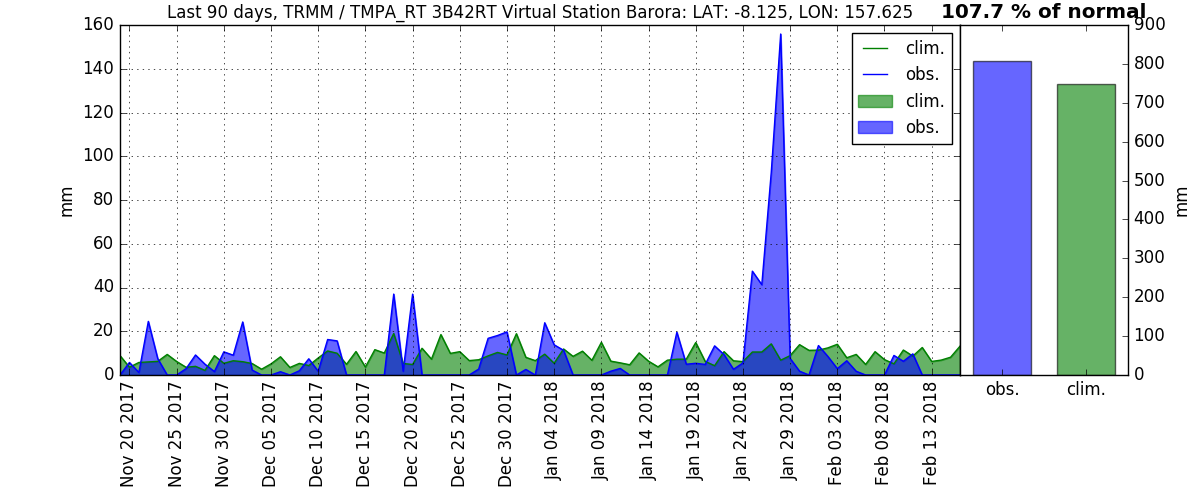 Last 90 days, TRMM / TMPA_RT 3B42RT Virtual Station Barora: LAT: -8.125, LON: 157.625
107.7 % of normal
160
140
120
100
80
60
40
20
0
mm
clim.
obs.
clim.
obs.
Nov 20 2017
Nov 25 2017
Nov 30 2017
Dec 05 2017
Dec 10 2017
Dec 15 2017
Dec 20 2017
Dec 25 2017
Dec 30 2017
Jan 04 2018
Jan 09 2018
Jan 14 2018
Jan 19 2018
Jan 24 2018
Jan 29 2018
Feb 03 2018
Feb 08 2018
Feb 13 2018
900
800
700
600
500
400
300
200
100
0
mm
obs.
clim.